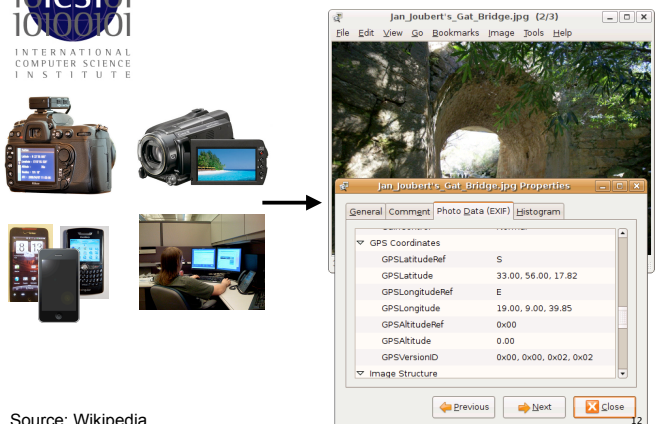 10100101
INTERNATIONAL
COMPUTER SCIENCE
INSTITUTE
Jan_Joubert's_Gat_Bridge.jpg (2/3)
File Edit View Go Bookmarks Image Tools Help
Jan_Joubert's_Gat_Bridge.jpg Properties
General Comment Photo Data (EXIF) Histogram
GPS Coordinates
GPSLatitudeRef S
GPSLatitude 33.00, 56.00, 17.82
GPSLongitudeRef E
GPSLongitude 19.00, 9.00, 39.85
GPSAltitudeRef 0x00
GPSAltitude 0.00
GPSVersionID 0x00, 0x00, 0x02, 0x02
Image Structure
Previous Next Close
Source: Wikipedia
12